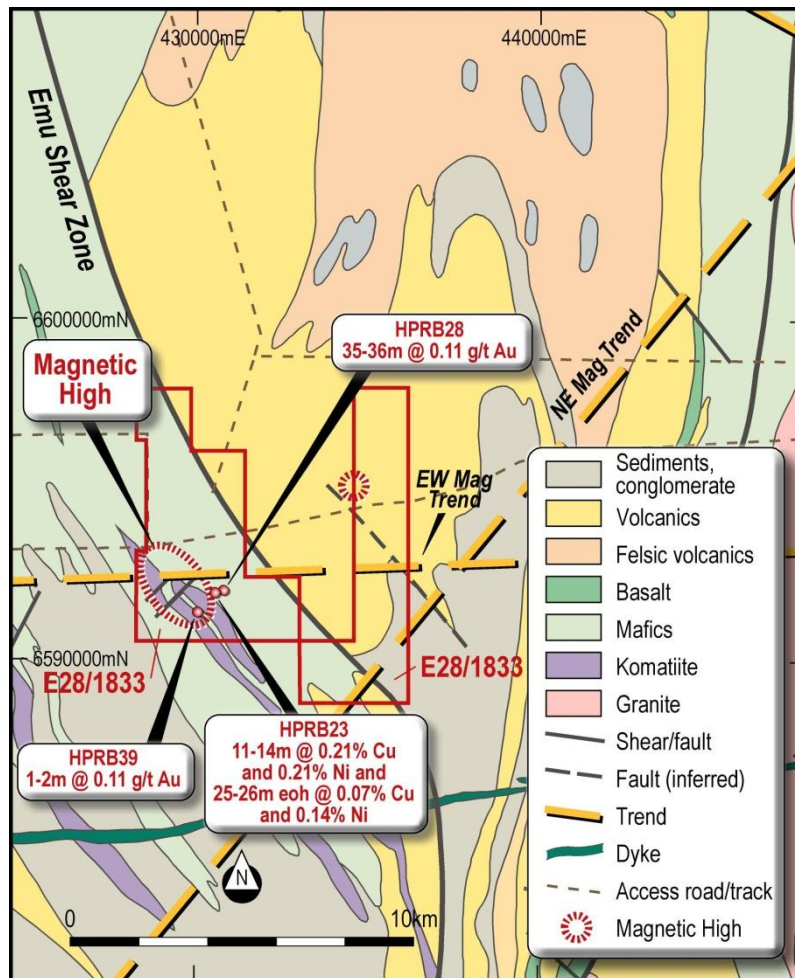 430000mE
440000mE
Emu Shear Zone
6600000mN
HPRB28
35-36m @ 0.11 g/t Au
Magnetic
High
NE Mag Trend
EW Mag
Trend
6590000mN
E28/1833
E28/1833
HPRB39
1-2m @ 0.11 g/t Au
HPRB23
11-14m @ 0.21% Cu
and 0.21% Ni and
25-26m eoh @ 0.07% Cu
and 0.14% Ni
N
0
10km
Sediments,
conglomerate
Volcanics
Felsic volcanics
Basalt
Mafics
Komatiite
Granite
Shear/fault
Fault (inferred)
Trend
Dyke
Access road/track
Magnetic High